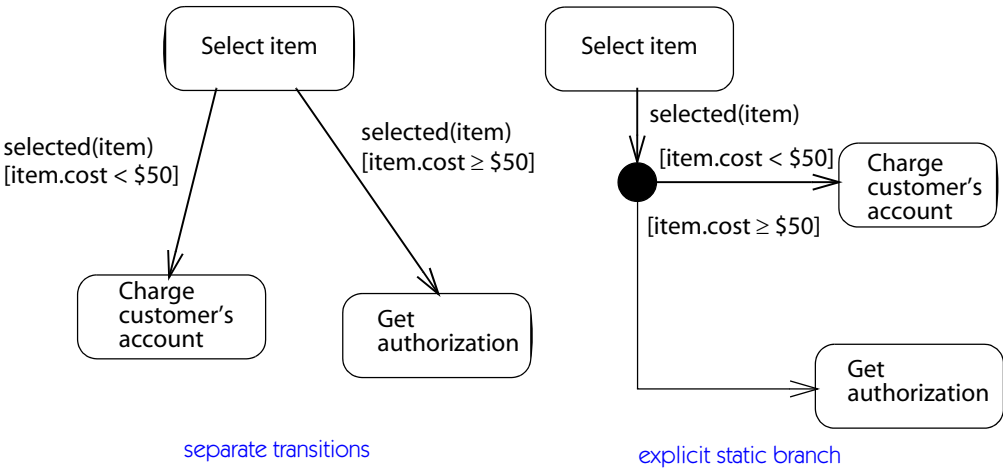 Select item
selected(item)
[item.cost < $50]
selected(item)
[item.cost ≥ $50]
Charge
customer's
account
Get
authorization
separate transitions
Select item
selected(item)
[item.cost < $50]
Charge
customer's
account
[item.cost ≥ $50]
Get
authorization
explicit static branch